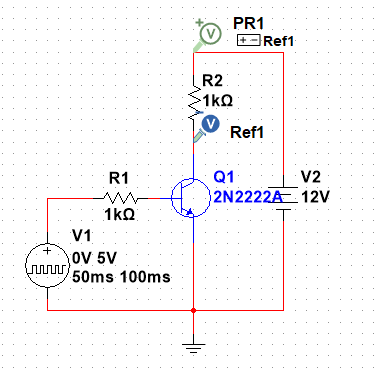 V
PR1
+ - Ref1
R2
1kΩ
V
Ref1
R1
1kΩ
Q1
2N2222A
V2
12V
V1
0V 5V
50ms 100ms